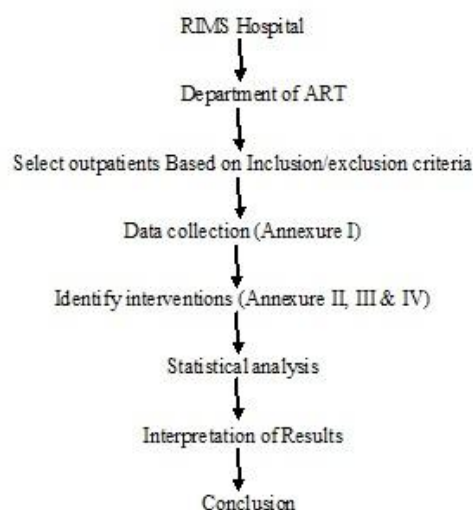 RIMS Hospital
Department of ART
Select outpatients Based on Inclusion/exclusion criteria
Data collection (Annexure I)
Identify interventions (Annexure II, III & IV)
Statistical analysis
Interpretation of Results
Conclusion